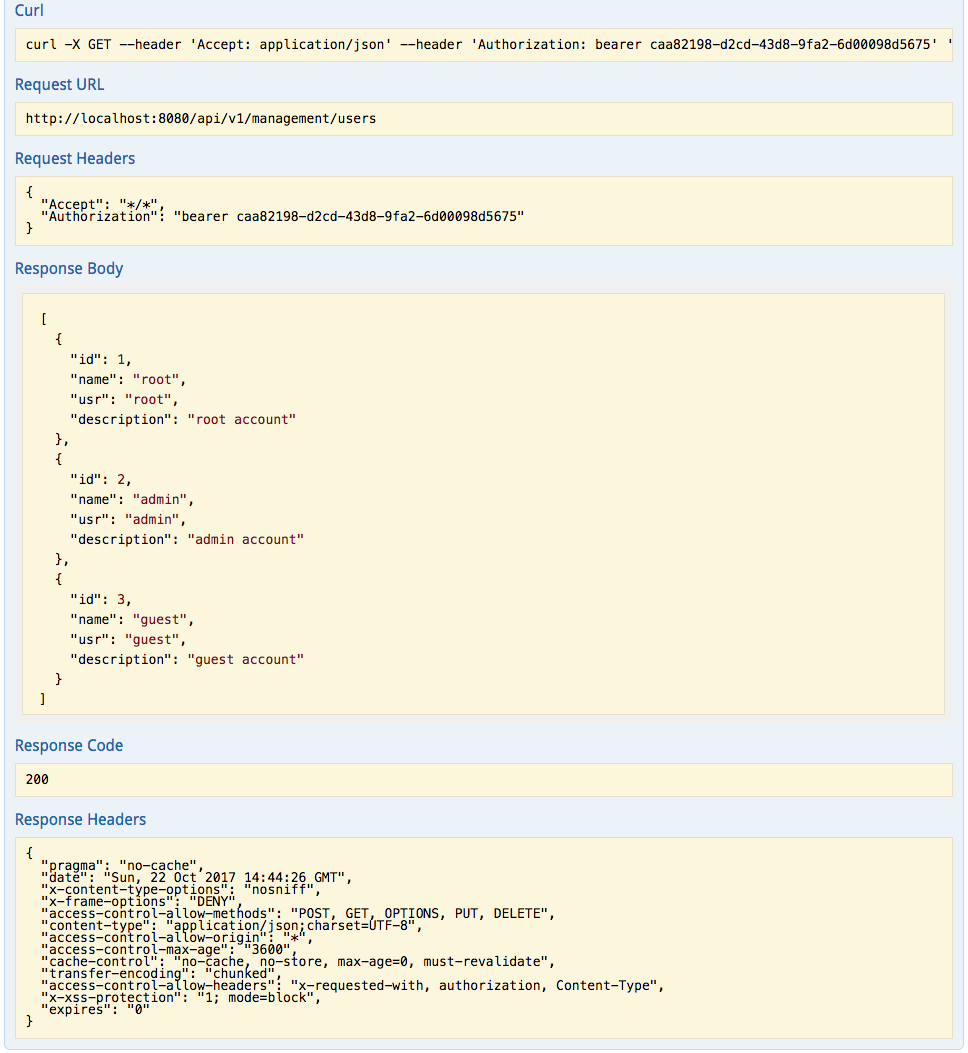 Curl
curl -X GET --header 'Accept: application/json' --header 'Authorization: bearer caa82198-d2cd-43d8-9fa2-6d00098d5675' '
Request URL
http://localhost:8080/api/v1/management/users
Request Headers
{
  "Accept": "*/*",
  "Authorization": "bearer caa82198-d2cd-43d8-9fa2-6d00098d5675"
}
Response Body
[
  {
    "id": 1,
    "name": "root",
    "usr": "root",
    "description": "root account"
  },
  {
    "id": 2,
    "name": "admin",
    "usr": "admin",
    "description": "admin account"
  },
  {
    "id": 3,
    "name": "guest",
    "usr": "guest",
    "description": "guest account"
  }
]
Response Code
200
Response Headers
{
  "pragma": "no-cache",
  "date": "Sun, 22 Oct 2017 14:44:26 GMT",
  "x-content-type-options": "nosniff",
  "x-frame-options": "DENY",
  "access-control-allow-methods": "POST, GET, OPTIONS, PUT, DELETE",
  "content-type": "application/json;charset=UTF-8",
  "access-control-allow-origin": "*",
  "access-control-max-age": "3600",
  "cache-control": "no-cache, no-store, max-age=0, must-revalidate",
  "transfer-encoding": "chunked",
  "access-control-allow-headers": "x-requested-with, authorization, Content-Type",
  "x-xss-protection": "1; mode=block",
  "expires": "0"
}